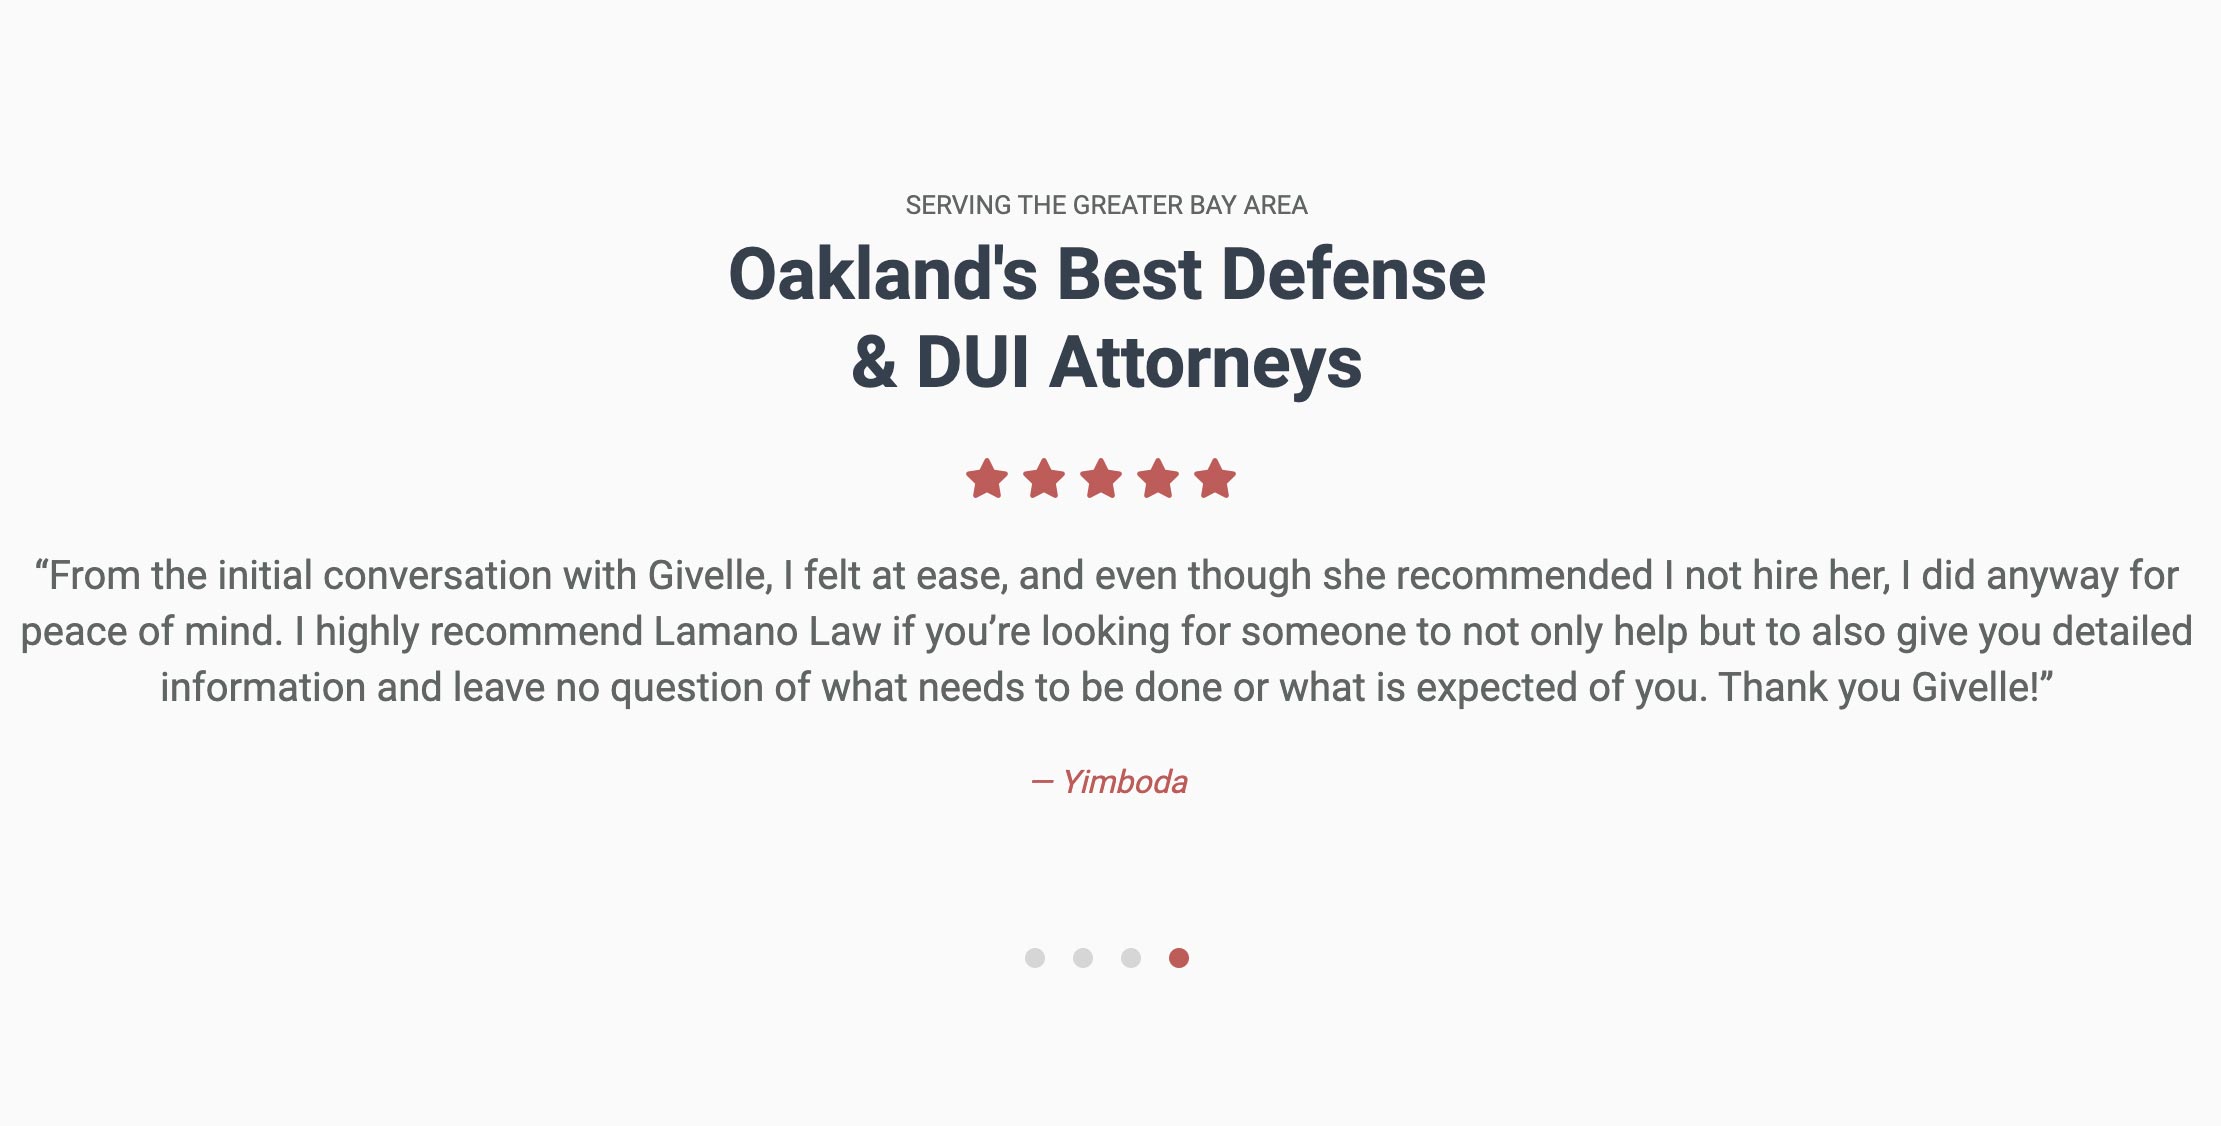 SERVING THE GREATER BAY AREA
Oakland's Best Defense
& DUI Attorneys
“From the initial conversation with Givelle, I felt at ease, and even though she recommended I not hire her, I did anyway for
peace of mind. I highly recommend Lamano Law if you’re looking for someone to not only help but to also give you detailed
information and leave no question of what needs to be done or what is expected of you. Thank you Givelle!”
— Yimboda